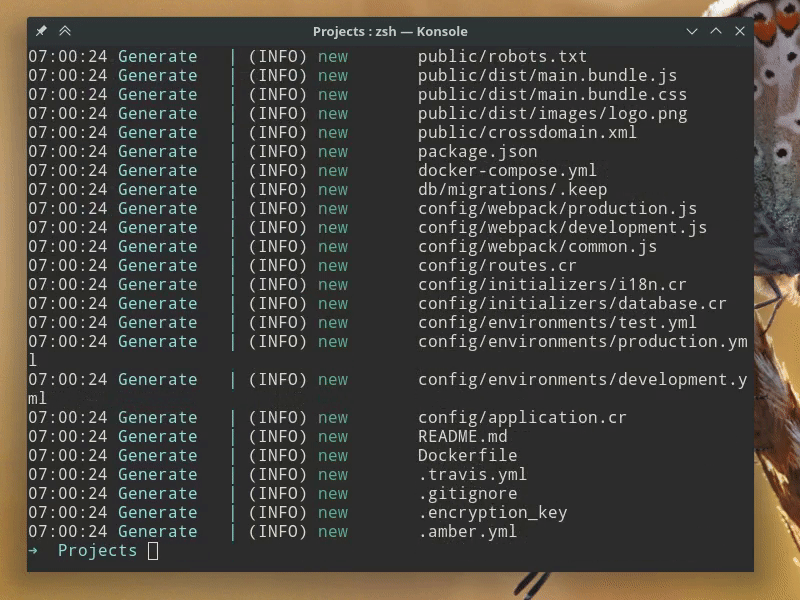 Projects : zsh — Konsole
07:00:24 Generate   | (INFO) new       public/robots.txt
07:00:24 Generate   | (INFO) new       public/dist/main.bundle.js
07:00:24 Generate   | (INFO) new       public/dist/main.bundle.css
07:00:24 Generate   | (INFO) new       public/dist/images/logo.png
07:00:24 Generate   | (INFO) new       public/crossdomain.xml
07:00:24 Generate   | (INFO) new       package.json
07:00:24 Generate   | (INFO) new       docker-compose.yml
07:00:24 Generate   | (INFO) new       db/migrations/.keep
07:00:24 Generate   | (INFO) new       config/webpack/production.js
07:00:24 Generate   | (INFO) new       config/webpack/development.js
07:00:24 Generate   | (INFO) new       config/webpack/common.js
07:00:24 Generate   | (INFO) new       config/routes.cr
07:00:24 Generate   | (INFO) new       config/initializers/i18n.cr
07:00:24 Generate   | (INFO) new       config/initializers/database.cr
07:00:24 Generate   | (INFO) new       config/environments/test.yml
07:00:24 Generate   | (INFO) new       config/environments/production.ym
l
07:00:24 Generate   | (INFO) new       config/environments/development.y
ml
07:00:24 Generate   | (INFO) new       config/application.cr
07:00:24 Generate   | (INFO) new       README.md
07:00:24 Generate   | (INFO) new       Dockerfile
07:00:24 Generate   | (INFO) new       .travis.yml
07:00:24 Generate   | (INFO) new       .gitignore
07:00:24 Generate   | (INFO) new       .encryption_key
07:00:24 Generate   | (INFO) new       .amber.yml
→  Projects